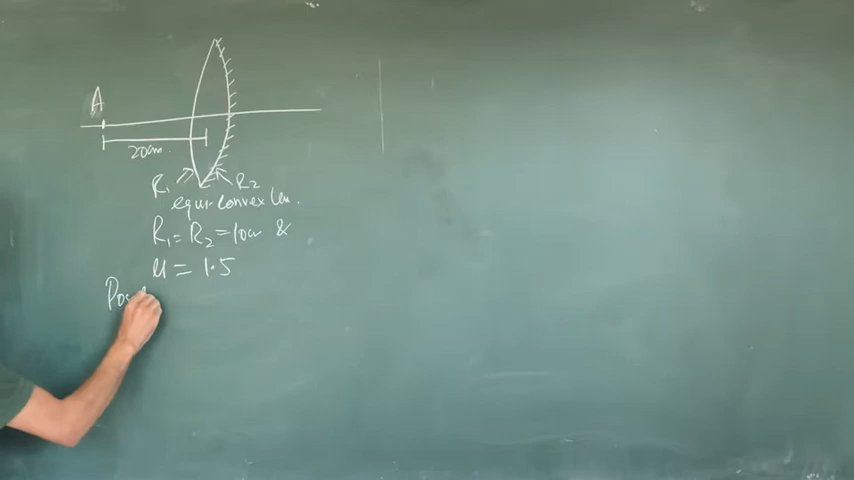 A
20cm.
R₁ R₂
equi-convex len.
R₁ = R₂ = 10cm &
μ = 1.5
Pos